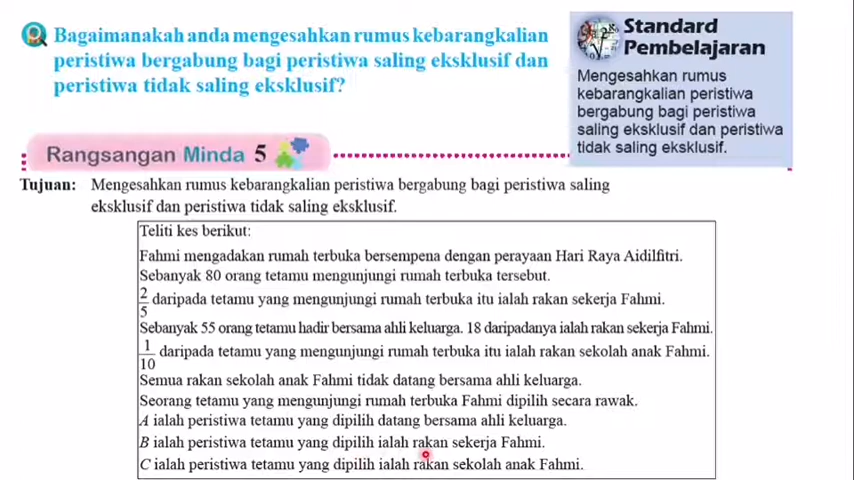 Bagaimanakah anda mengesahkan rumus kebarangkalian
peristiwa bergabung bagi peristiwa saling eksklusif dan
peristiwa tidak saling eksklusif?
Standard
Pembelajaran
Mengesahkan rumus
kebarangkalian peristiwa
bergabung bagi peristiwa
saling eksklusif dan peristiwa
tidak saling eksklusif.
Rangsangan Minda 5
Tujuan: Mengesahkan rumus kebarangkalian peristiwa bergabung bagi peristiwa saling
eksklusif dan peristiwa tidak saling eksklusif.
Teliti kes berikut:
Fahmi mengadakan rumah terbuka bersempena dengan perayaan Hari Raya Aidilfitri.
Sebanyak 80 orang tetamu mengunjungi rumah terbuka tersebut.
2/5 daripada tetamu yang mengunjungi rumah terbuka itu ialah rakan sekerja Fahmi.
Sebanyak 55 orang tetamu hadir bersama ahli keluarga. 18 daripadanya ialah rakan sekerja Fahmi.
1/10 daripada tetamu yang mengunjungi rumah terbuka itu ialah rakan sekolah anak Fahmi.
Semua rakan sekolah anak Fahmi tidak datang bersama ahli keluarga.
Seorang tetamu yang mengunjungi rumah terbuka Fahmi dipilih secara rawak.
A ialah peristiwa tetamu yang dipilih datang bersama ahli keluarga.
B ialah peristiwa tetamu yang dipilih ialah rakan sekerja Fahmi.
C ialah peristiwa tetamu yang dipilih ialah rakan sekolah anak Fahmi.